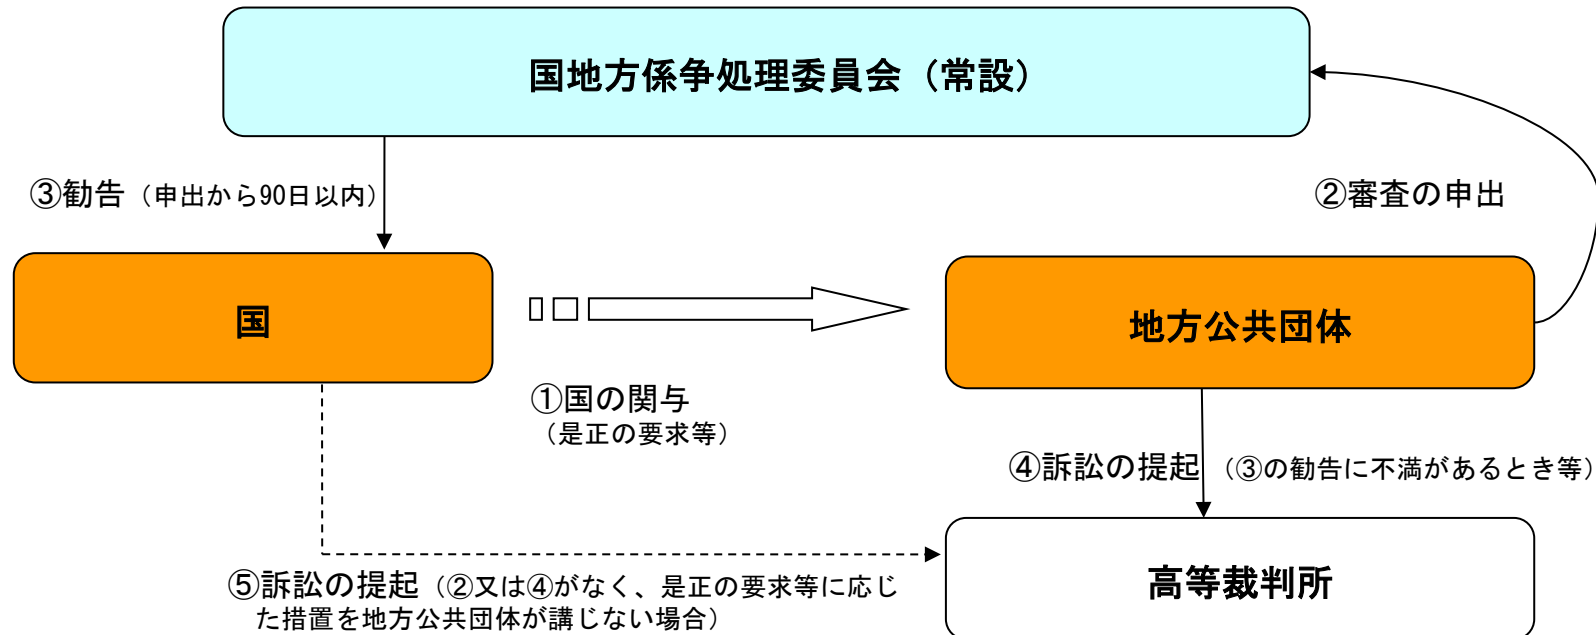 国地方係争処理委員会（常設）
③勧告（申出から90日以内）
②審査の申出
国
地方公共団体
①国の関与
（是正の要求等）
④訴訟の提起（③の勧告に不満があるとき等）
高等裁判所
⑤訴訟の提起（②又は④がなく、是正の要求等に応じ
た措置を地方公共団体が講じない場合）